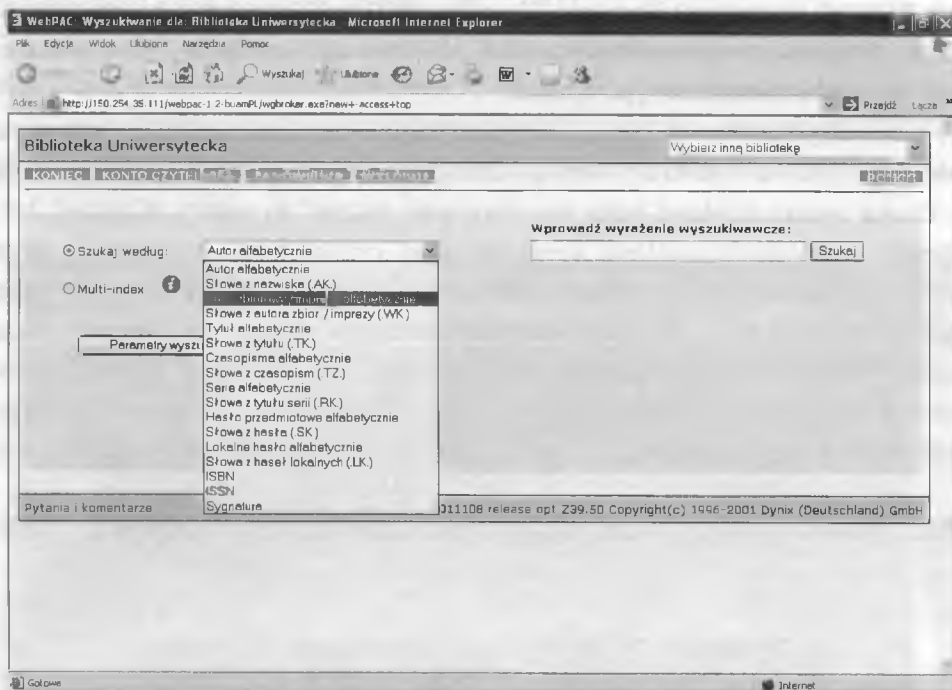 WebPAC: Wyszukiwanie dla: Biblioteka Uniwersytecka Microsoft Internet Explorer
Plik Edycja Widok Ulubione Narzędzia Pomoc
Wyszukaj Ulubione
Adres http://150.254.35.111/webpac-1.2-buamPL/wgbroker.exe?new+-access+top Przejdź Łącza
Biblioteka Uniwersytecka Wybierz inną bibliotekę
KONIEC KONTO CZYTEL
Wprowadź wyrażenie wyszukiwawcze:
Szukaj według: Autor alfabetycznie Szukaj
Autor alfabetycznie
Słowa z nazwiska (.AK.)
Multi-index
alfabetycznie
Słowa z autora zbior./imprezy (.WK.)
Tytuł alfabetycznie
Parametry wyszu Słowa z tytułu (.TK.)
Czasopisma alfabetycznie
Słowa z czasopism (.TZ.)
Serie alfabetycznie
Słowa z tytułu serii (.RK.)
Hasło przedmiotowe alfabetycznie
Słowa z hasła (.SK.)
Lokalne hasło alfabetycznie
Słowa z haseł lokalnych (.LK.)
ISBN
ISSN
Sygnatura
Pytania i komentarze 011108 release opt Z39.50 Copyright(c) 1996-2001 Dynix (Deutschland) GmbH
Gotowe Internet